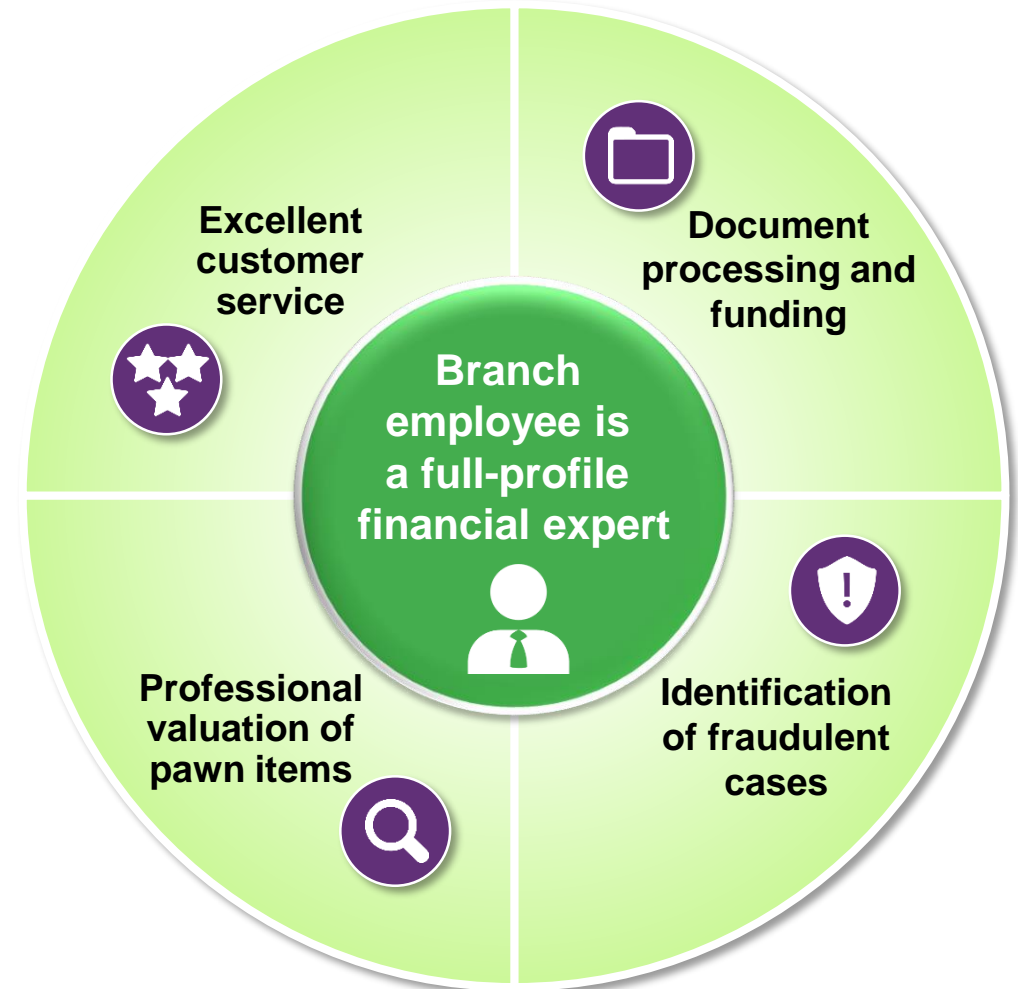 Excellent
customer
service
Document
processing and
funding
Branch
employee is
a full-profile
financial expert
Professional
valuation of
pawn items
Identification
of fraudulent
cases